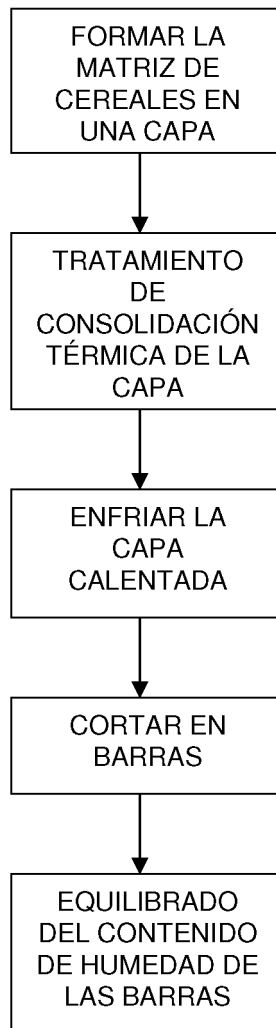 FORMAR LA
MATRIZ DE
CEREALES EN
UNA CAPA
TRATAMIENTO
DE
CONSOLIDACIÓN
TÉRMICA DE LA
CAPA
ENFRIAR LA
CAPA
CALENTADA
CORTAR EN
BARRAS
EQUILIBRADO
DEL CONTENIDO
DE HUMEDAD DE
LAS BARRAS